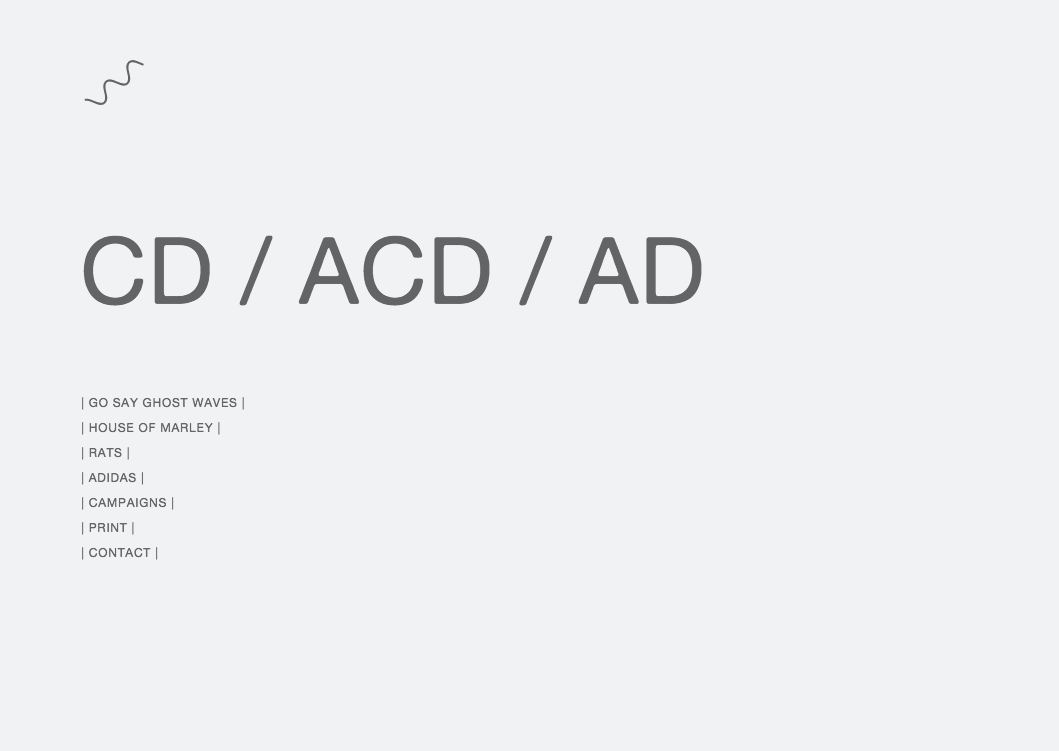 CD / ACD / AD
| GO SAY GHOST WAVES |
| HOUSE OF MARLEY |
| RATS |
| ADIDAS |
| CAMPAIGNS |
| PRINT |
| CONTACT |